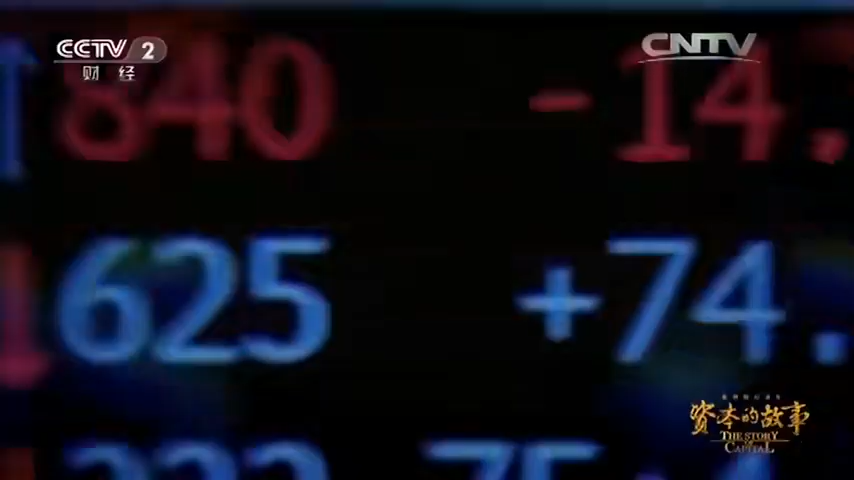 CCTV 2
财经
CNTV
840 -14.
625 +74.
资本的故事
THE STORY
OF
CAPITAL